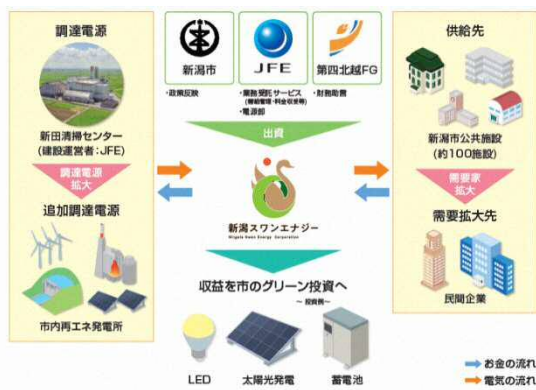 調達電源
新田清掃センター
(建設運営者:JFE)
調達電源
拡大
追加調達電源
市内再エネ発電所
新潟市
JFE
第四北越FG
・政策反映
・業務受託サービス
(需給管理・料金収受等)
・電源卸
・財務助言
出資
新潟スワンエナジー
Niigata Swan Energy Corporation
収益を市のグリーン投資へ
～ 投資例～
LED
太陽光発電
蓄電池
供給先
新潟市公共施設
(約100施設)
需要家
拡大
需要拡大先
民間企業
お金の流れ
電気の流れ